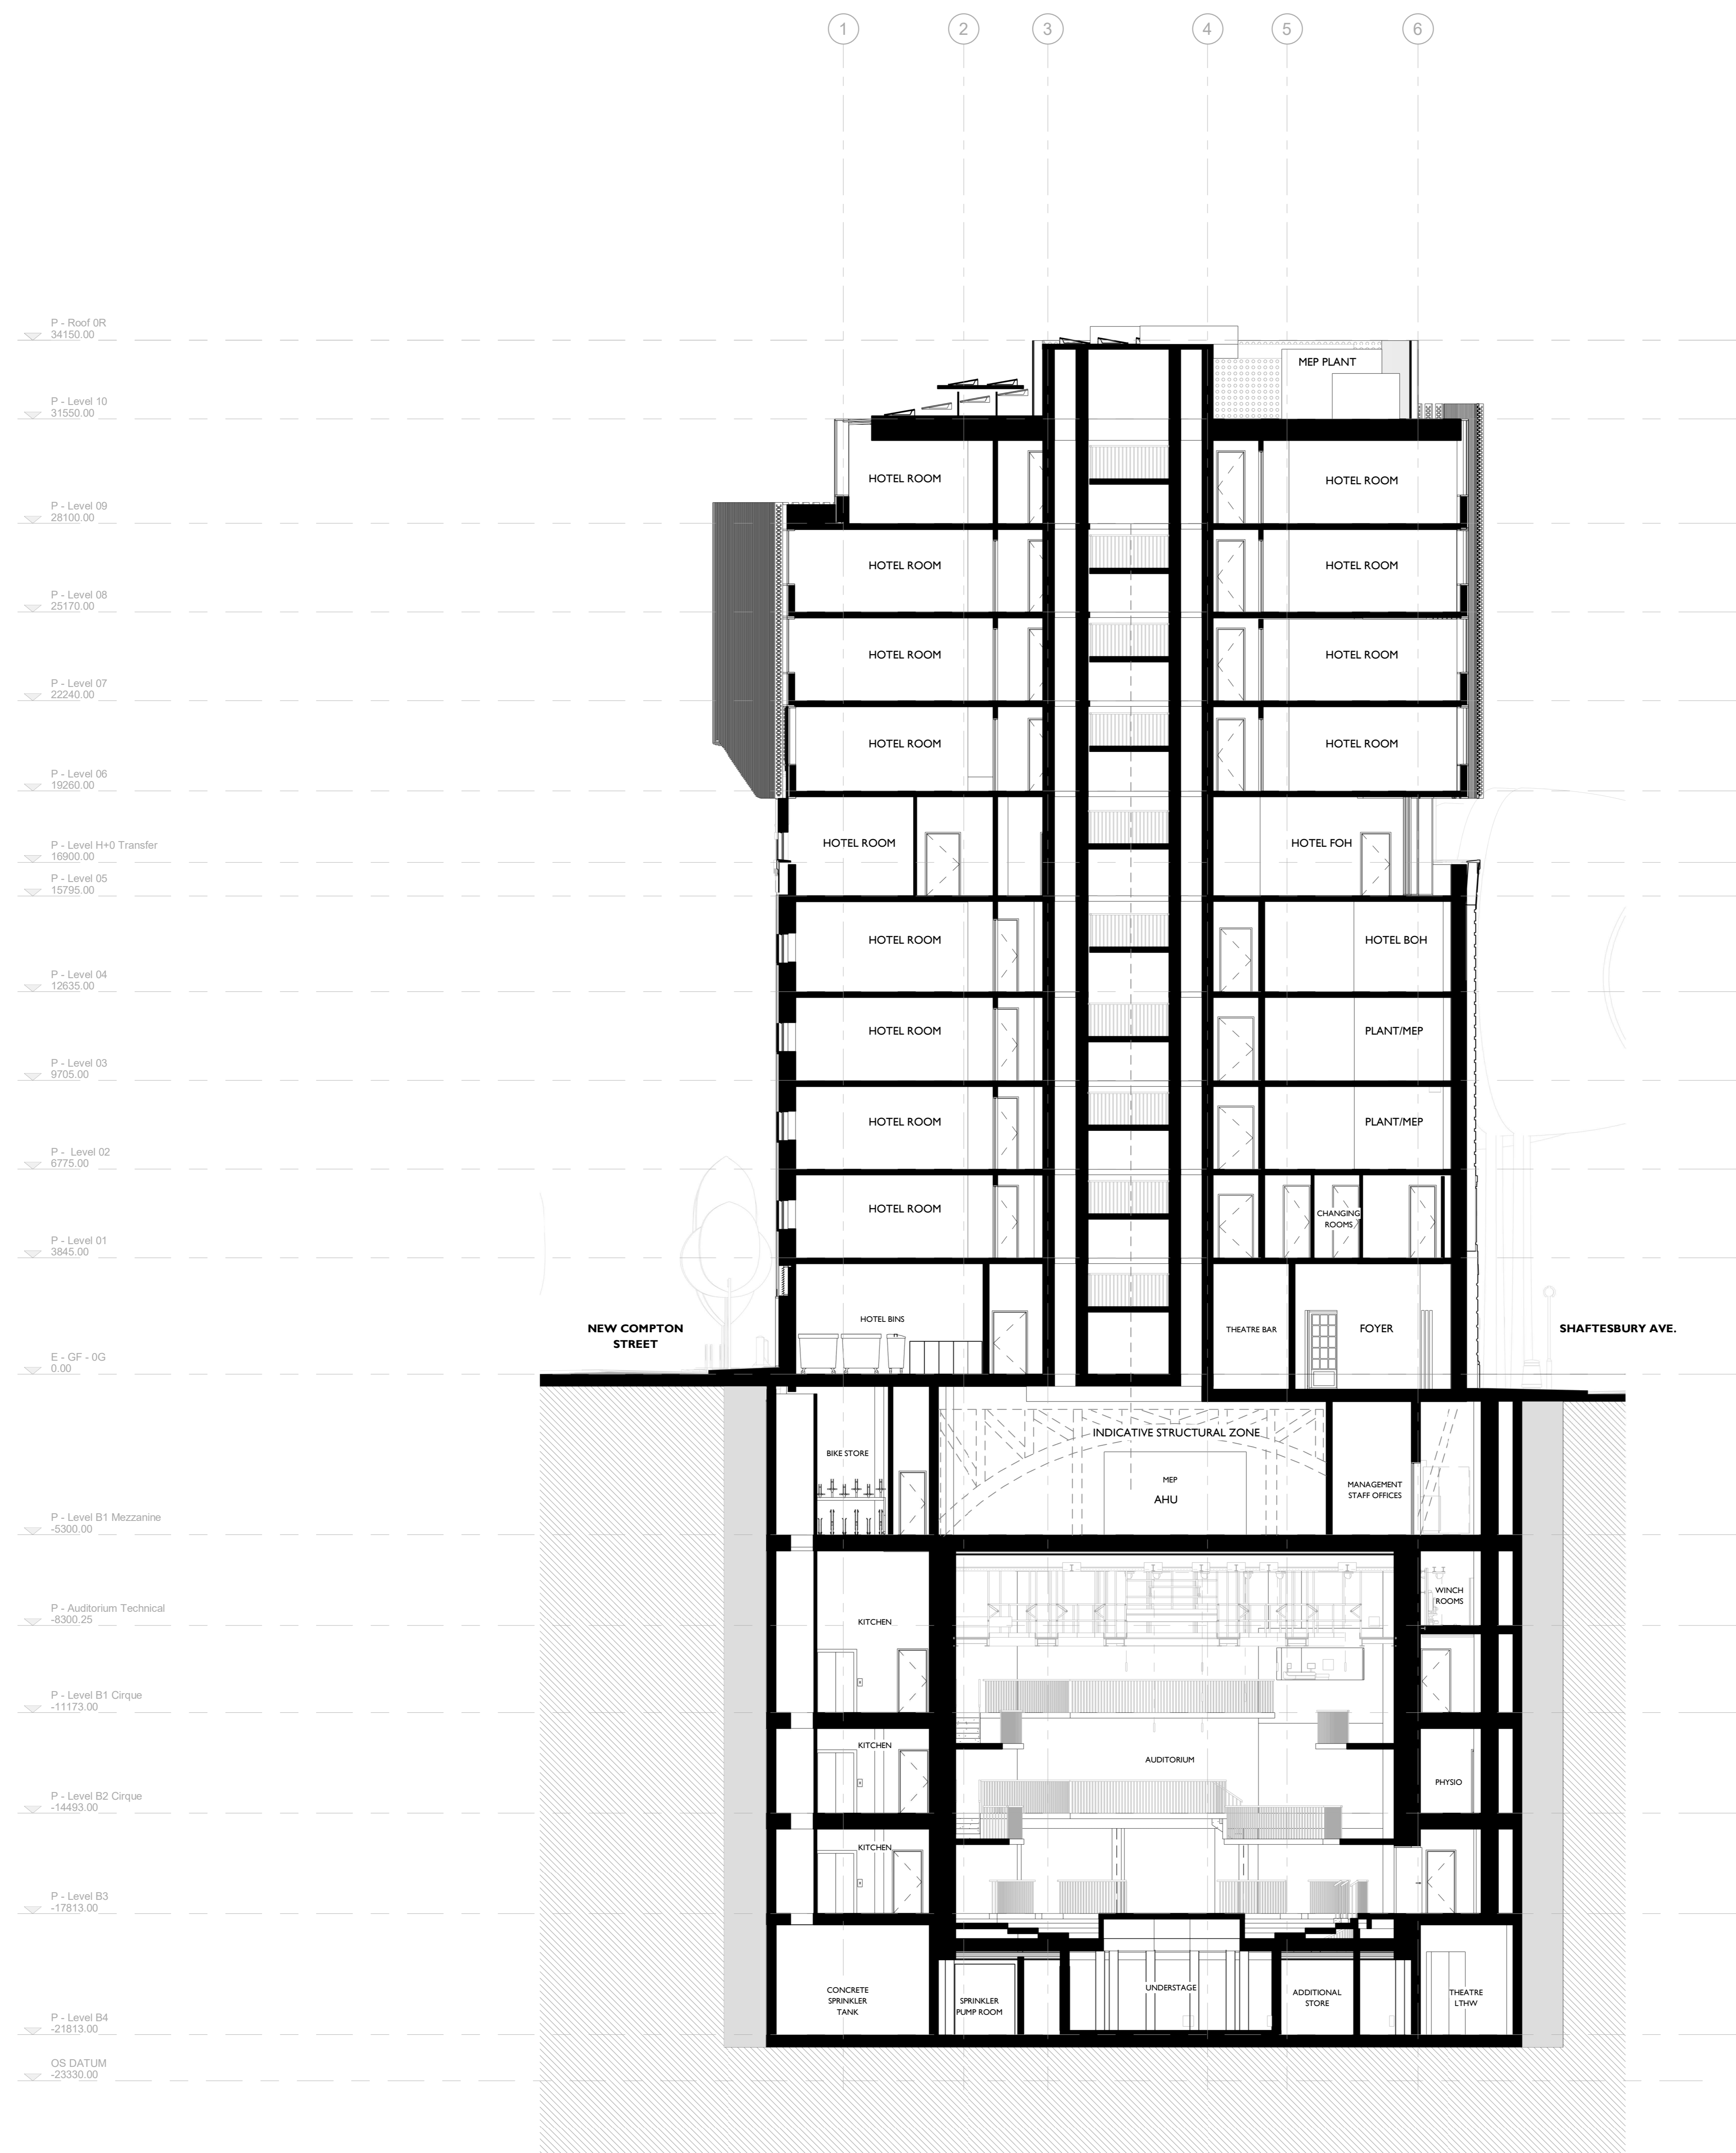 1
2
3
4
5
6
P - Roof 0R
34150.00
MEP PLANT
P - Level 10
31550.00
HOTEL ROOM
HOTEL ROOM
P - Level 09
28100.00
HOTEL ROOM
HOTEL ROOM
P - Level 08
25170.00
HOTEL ROOM
HOTEL ROOM
P - Level 07
22240.00
HOTEL ROOM
HOTEL ROOM
P - Level 06
19260.00
HOTEL ROOM
HOTEL FOH
P - Level H+0 Transfer
16900.00
P - Level 05
15795.00
HOTEL ROOM
HOTEL BOH
P - Level 04
12635.00
HOTEL ROOM
PLANT/MEP
P - Level 03
9705.00
HOTEL ROOM
PLANT/MEP
P - Level 02
6775.00
HOTEL ROOM
CHANGING
ROOMS
P - Level 01
3845.00
HOTEL BINS
NEW COMPTON
STREET
THEATRE BAR
FOYER
SHAFTESBURY AVE.
E - GF - 0G
0.00
INDICATIVE STRUCTURAL ZONE
BIKE STORE
MEP
AHU
MANAGEMENT
STAFF OFFICES
P - Level B1 Mezzanine
-5300.00
WINCH
ROOMS
P - Auditorium Technical
-8300.25
KITCHEN
P - Level B1 Cirque
-11173.00
KITCHEN
AUDITORIUM
PHYSIO
P - Level B2 Cirque
-14493.00
KITCHEN
P - Level B3
-17813.00
CONCRETE
SPRINKLER
TANK
SPRINKLER
PUMP ROOM
UNDERSTAGE
ADDITIONAL
STORE
THEATRE
LTHW
P - Level B4
-21813.00
OS DATUM
-23330.00